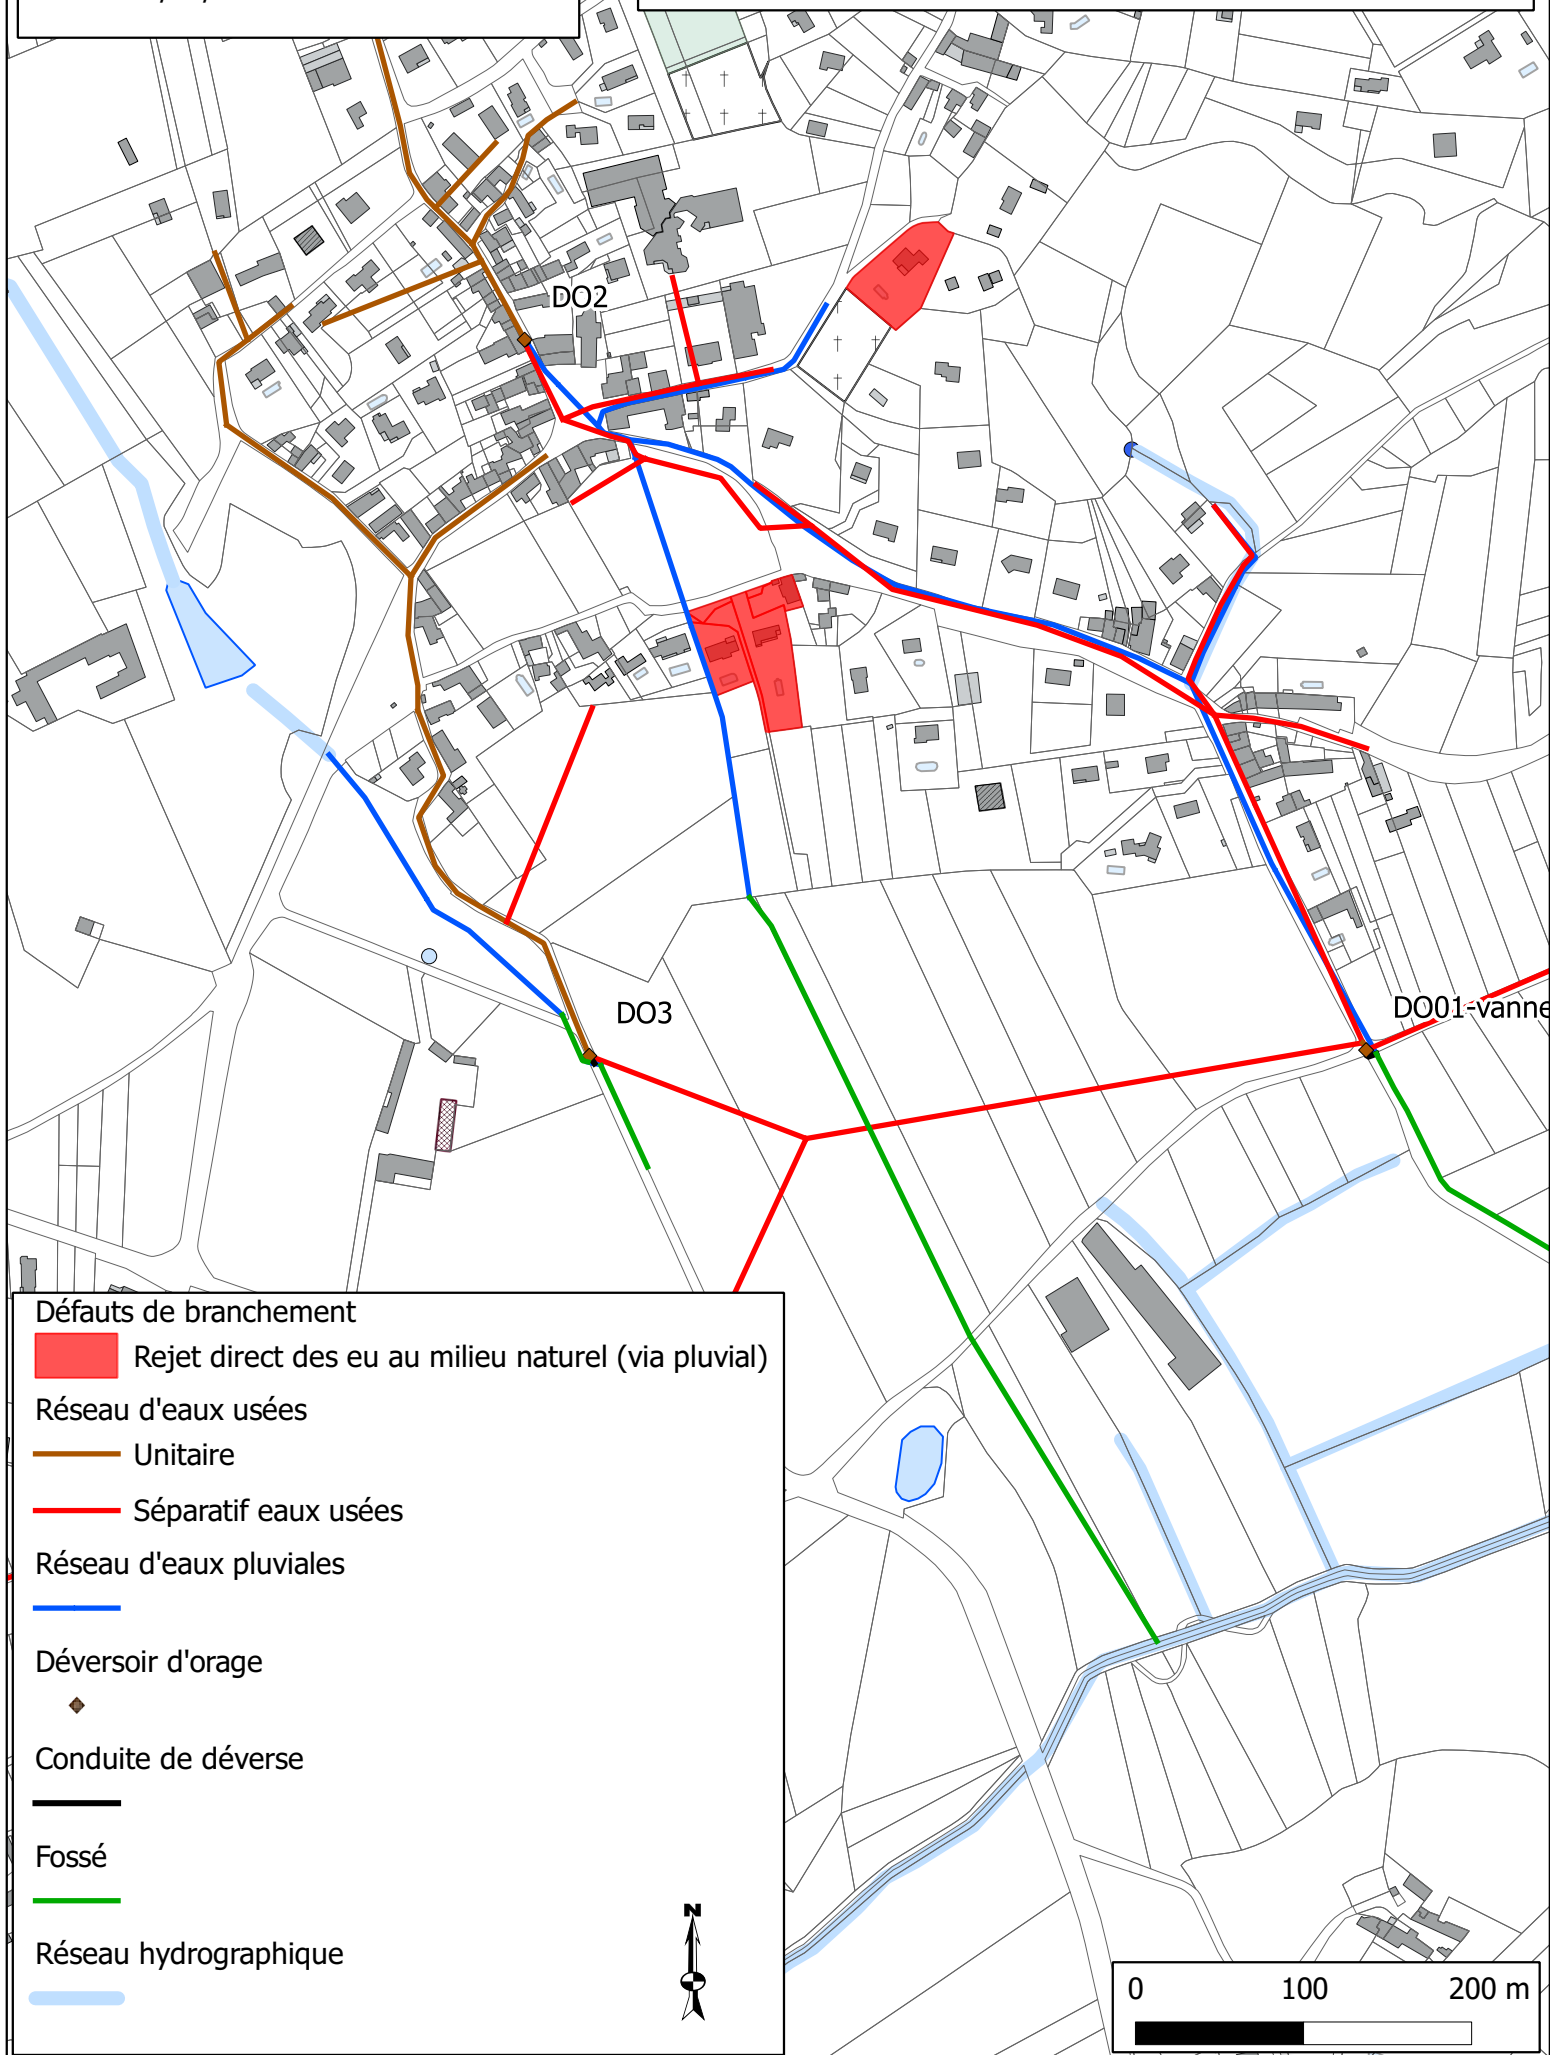 DO2
DO3
DO01-vanne
Défauts de branchement
Rejet direct des eu au milieu naturel (via pluvial)
Réseau d'eaux usées
Unitaire
Séparatif eaux usées
Réseau d'eaux pluviales
Déversoir d'orage
Conduite de déverse
Fossé
Réseau hydrographique
N
0 100 200 m